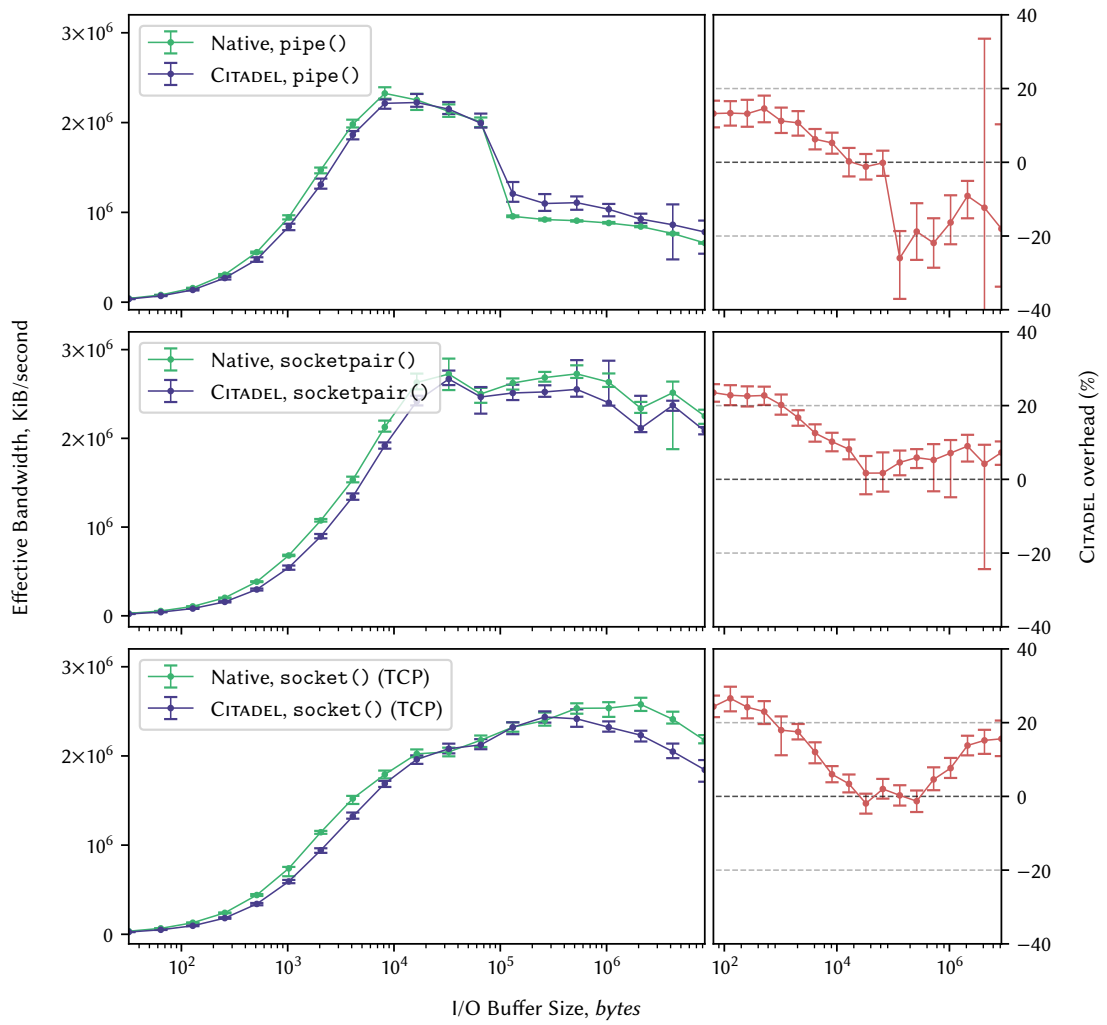 3×10⁶
2×10⁶
1×10⁶
0
Native, pipe()
CITADEL, pipe()
40
20
0
−20
−40
3×10⁶
2×10⁶
1×10⁶
0
Native, socketpair()
CITADEL, socketpair()
40
20
0
−20
−40
3×10⁶
2×10⁶
1×10⁶
0
Native, socket() (TCP)
CITADEL, socket() (TCP)
40
20
0
−20
−40
Effective Bandwidth, KiB/second
CITADEL overhead (%)
10² 10³ 10⁴ 10⁵ 10⁶
10² 10⁴ 10⁶
I/O Buffer Size, bytes